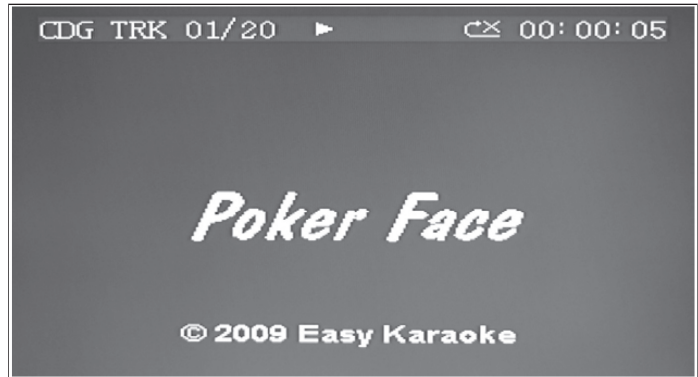 CDG TRK 01/20 ► ⮎✕ 00:00:05
Poker Face
© 2009 Easy Karaoke